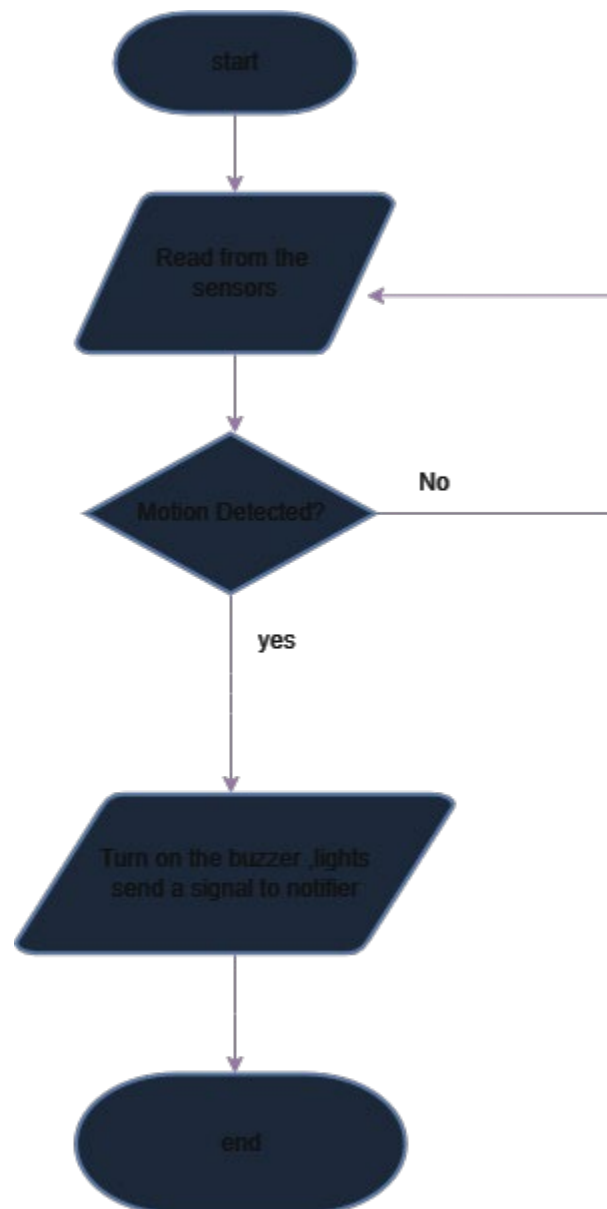 start
Read from the
sensors
Motion Detected?
No
yes
Turn on the buzzer ,lights
send a signal to notifier
end